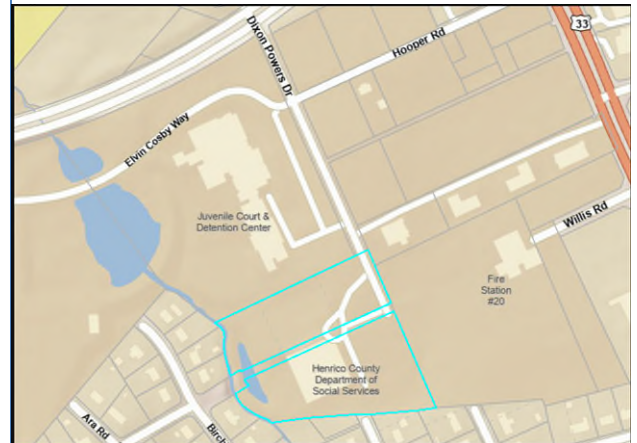 Dixon Powers Dr
Hooper Rd
33
Elvin Cosby Way
Juvenile Court &
Detention Center
Willis Rd
Fire
Station
#20
Henrico County
Department of
Social Services
Ara Rd
Birch